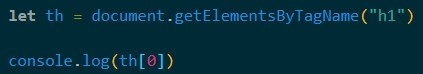 let th = document.getElementsByTagName("h1")
console.log(th[0])